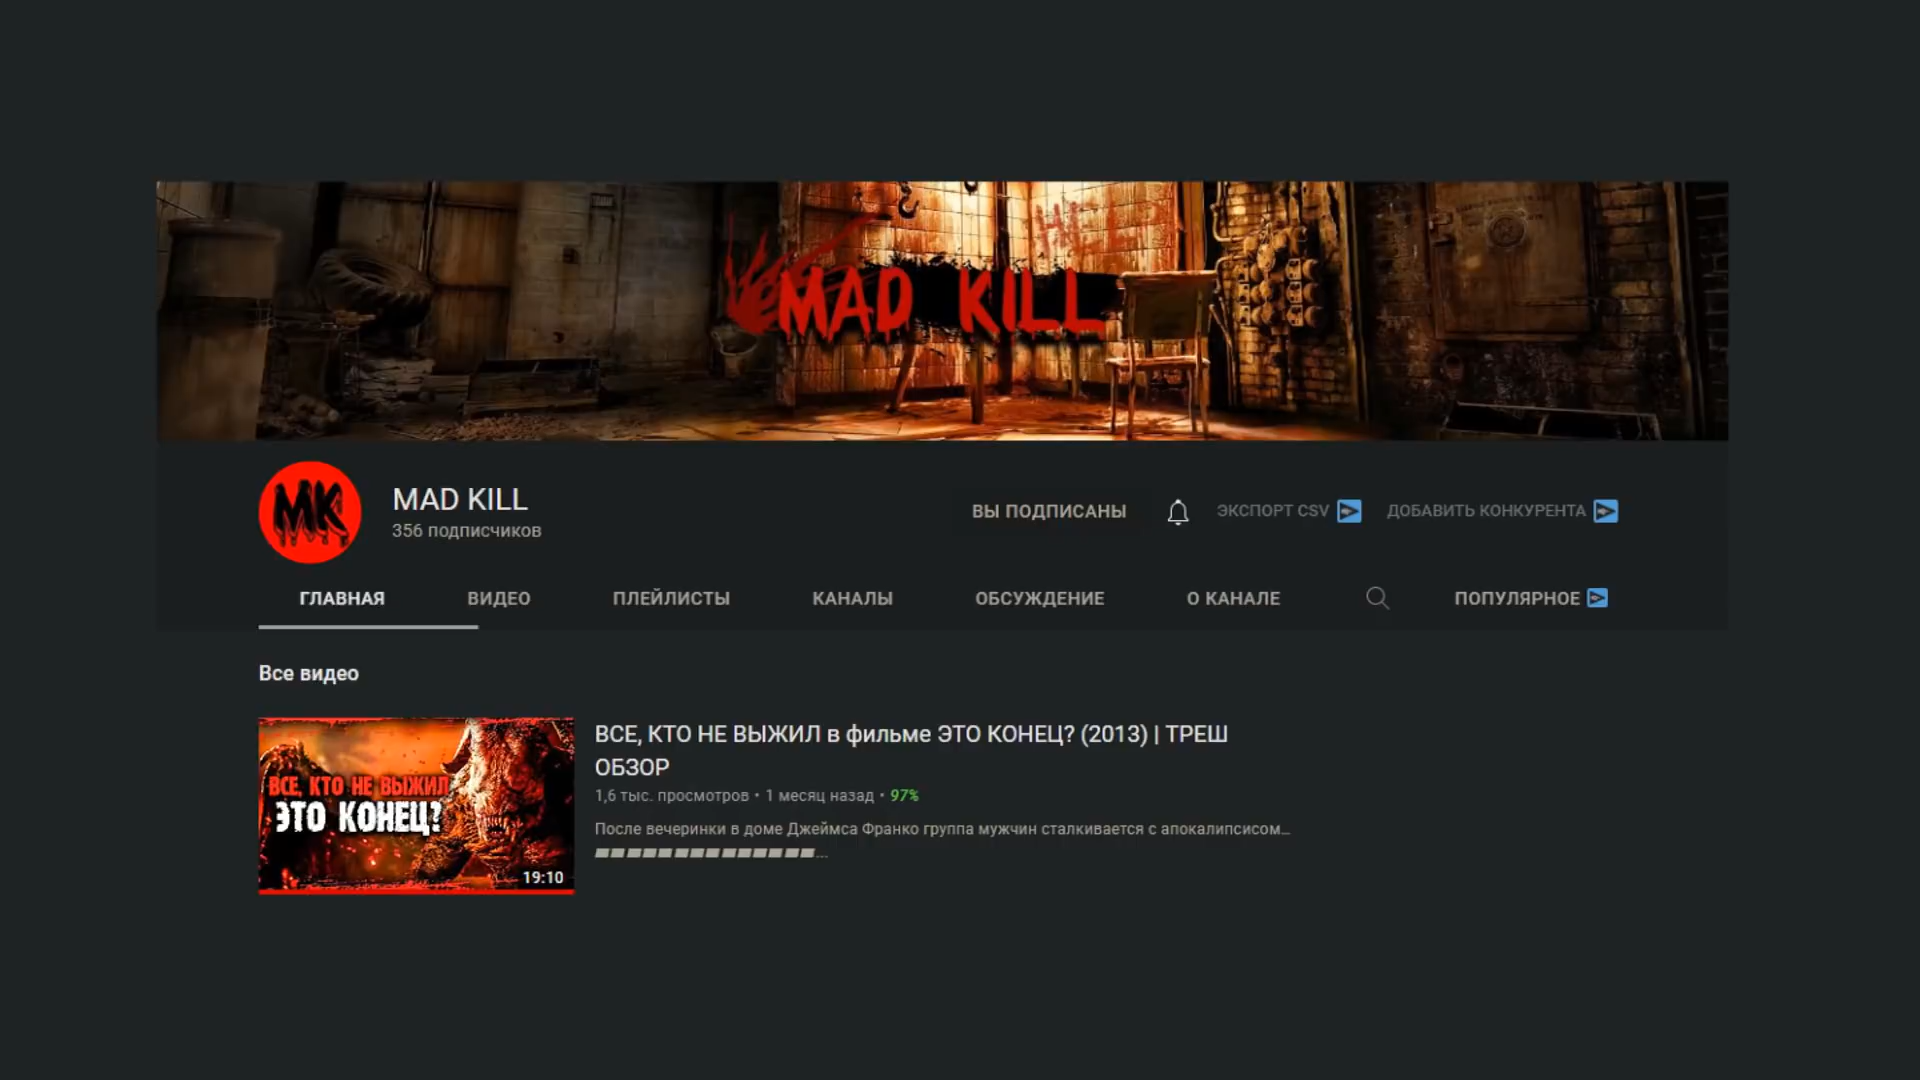 HELL
MAD KILL
MK
MAD KILL
356 подписчиков
ВЫ ПОДПИСАНЫ
ЭКСПОРТ CSV
ДОБАВИТЬ КОНКУРЕНТА
ГЛАВНАЯ
ВИДЕО
ПЛЕЙЛИСТЫ
КАНАЛЫ
ОБСУЖДЕНИЕ
О КАНАЛЕ
ПОПУЛЯРНОЕ
Все видео
ВСЕ, КТО НЕ ВЫЖИЛ
ЭТО КОНЕЦ?
19:10
ВСЕ, КТО НЕ ВЫЖИЛ в фильме ЭТО КОНЕЦ? (2013) | ТРЕШ
ОБЗОР
1,6 тыс. просмотров • 1 месяц назад • 97%
После вечеринки в доме Джеймса Франко группа мужчин сталкивается с апокалипсисом...